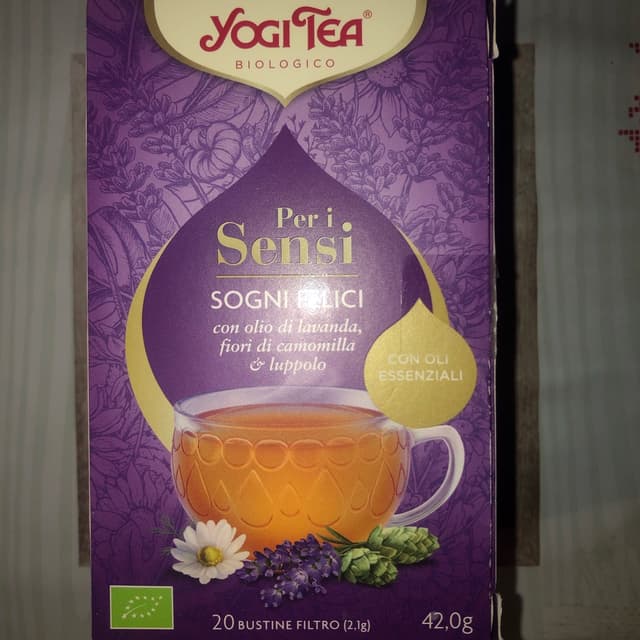 YOGI TEA®
BIOLOGICO
Per i
Sensi
SOGNI
con olio di lavanda,
fiori di camomilla
& luppolo
CON OLI
ESSENZIALI
20 BUSTINE FILTRO (2,1g)
42,0g